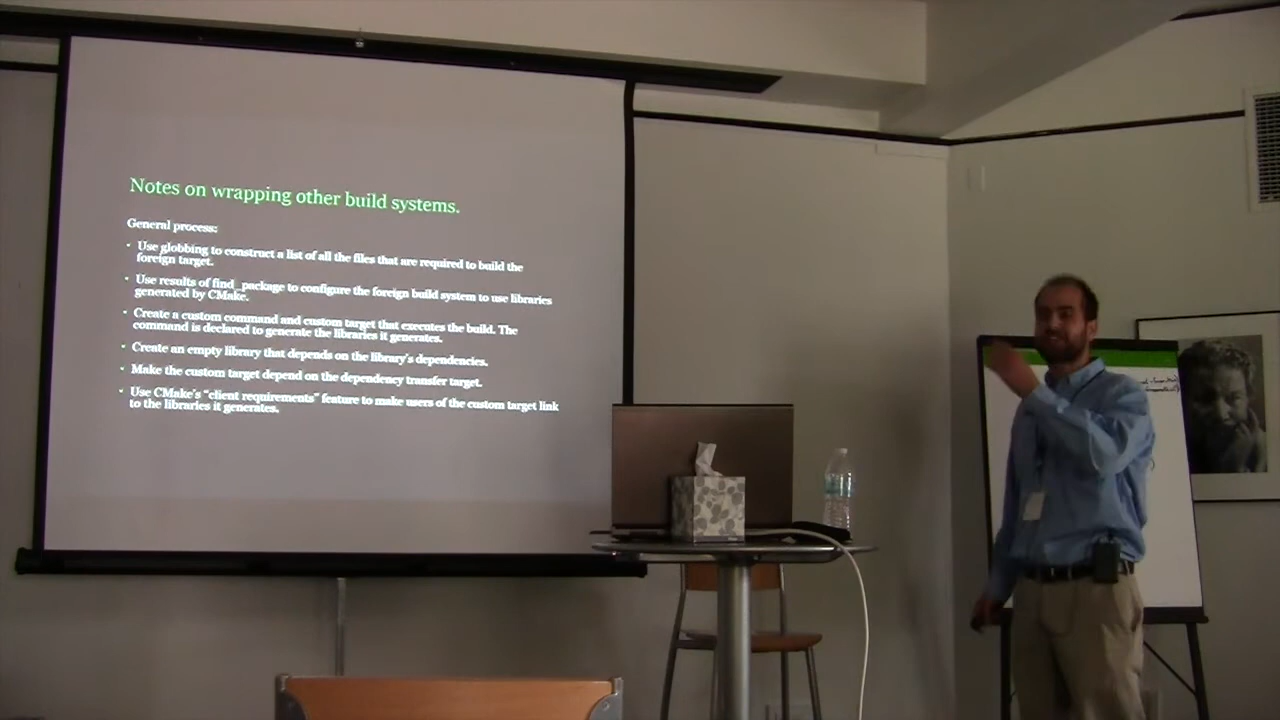 Notes on wrapping other build systems.
General process:
• Use globbing to construct a list of all the files that are required to build the
foreign target.
• Use results of find_package to configure the foreign build system to use libraries
generated by CMake.
• Create a custom command and custom target that executes the build. The
command is declared to generate the libraries it generates.
• Create an empty library that depends on the library's dependencies.
• Make the custom target depend on the dependency transfer target.
• Use CMake's “client requirements” feature to make users of the custom target link
to the libraries it generates.